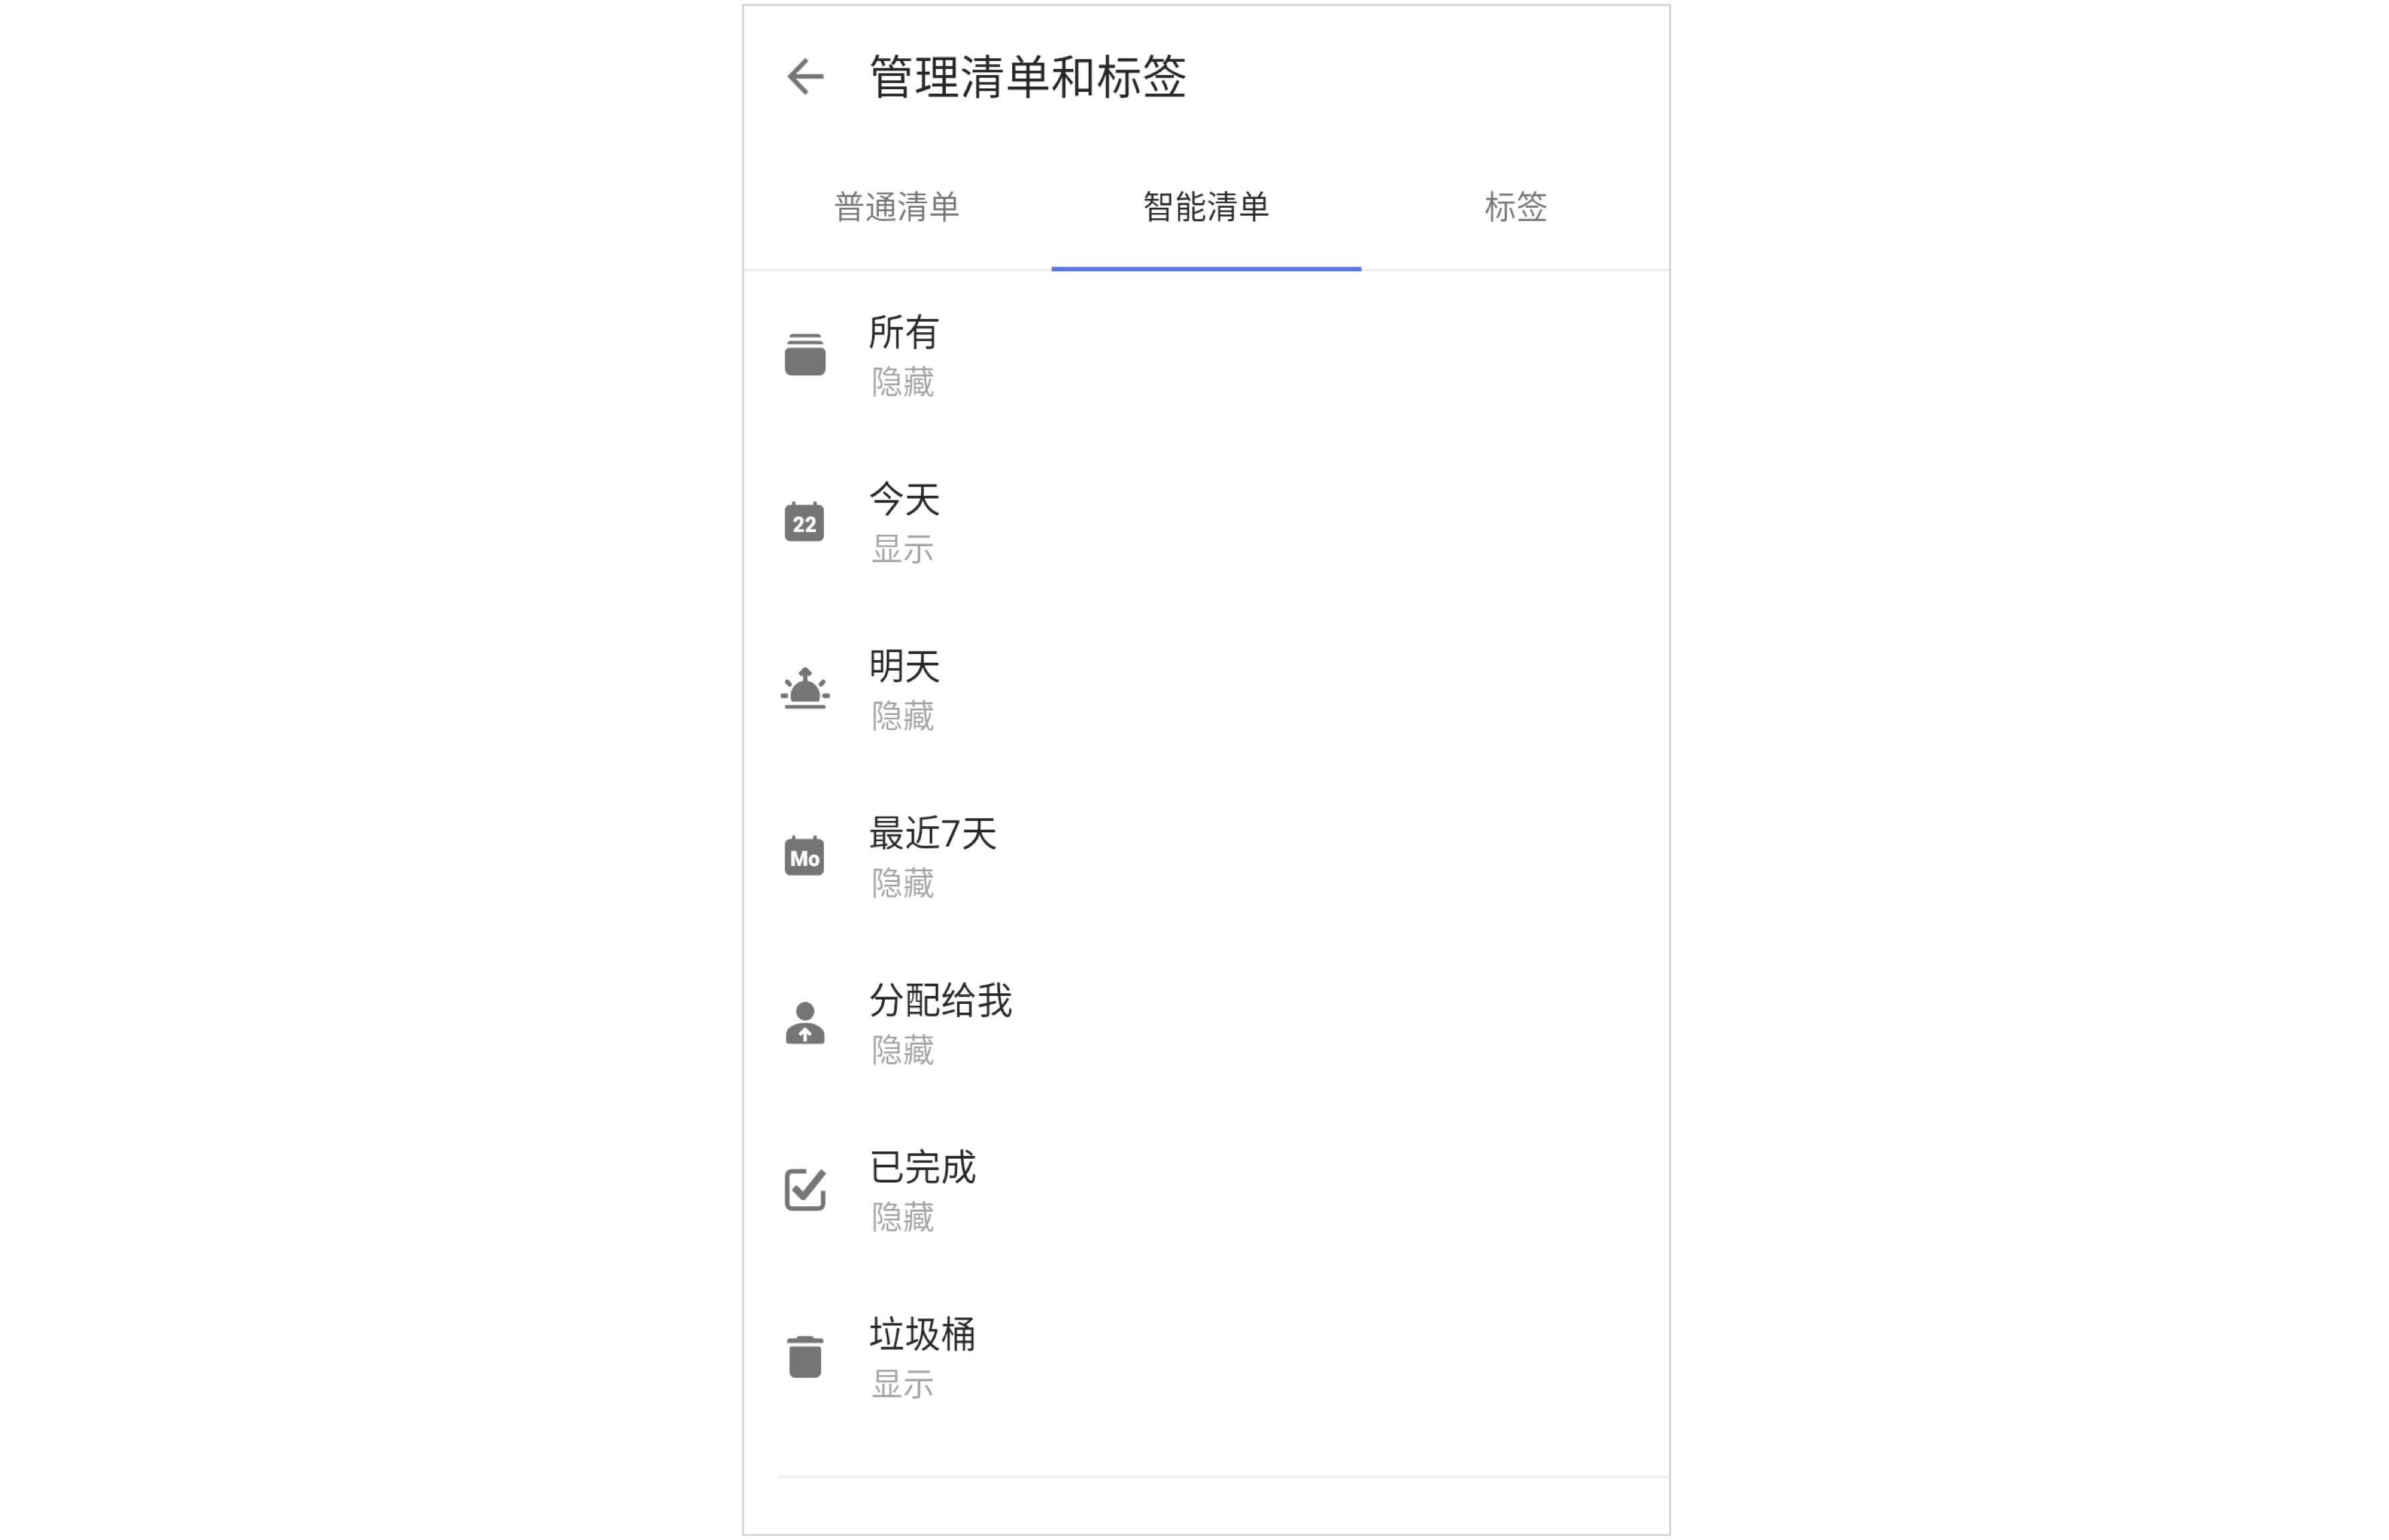 管理清单和标签
普通清单 智能清单 标签
所有
隐藏
22
今天
显示
明天
隐藏
Mo
最近7天
隐藏
分配给我
隐藏
已完成
隐藏
垃圾桶
显示